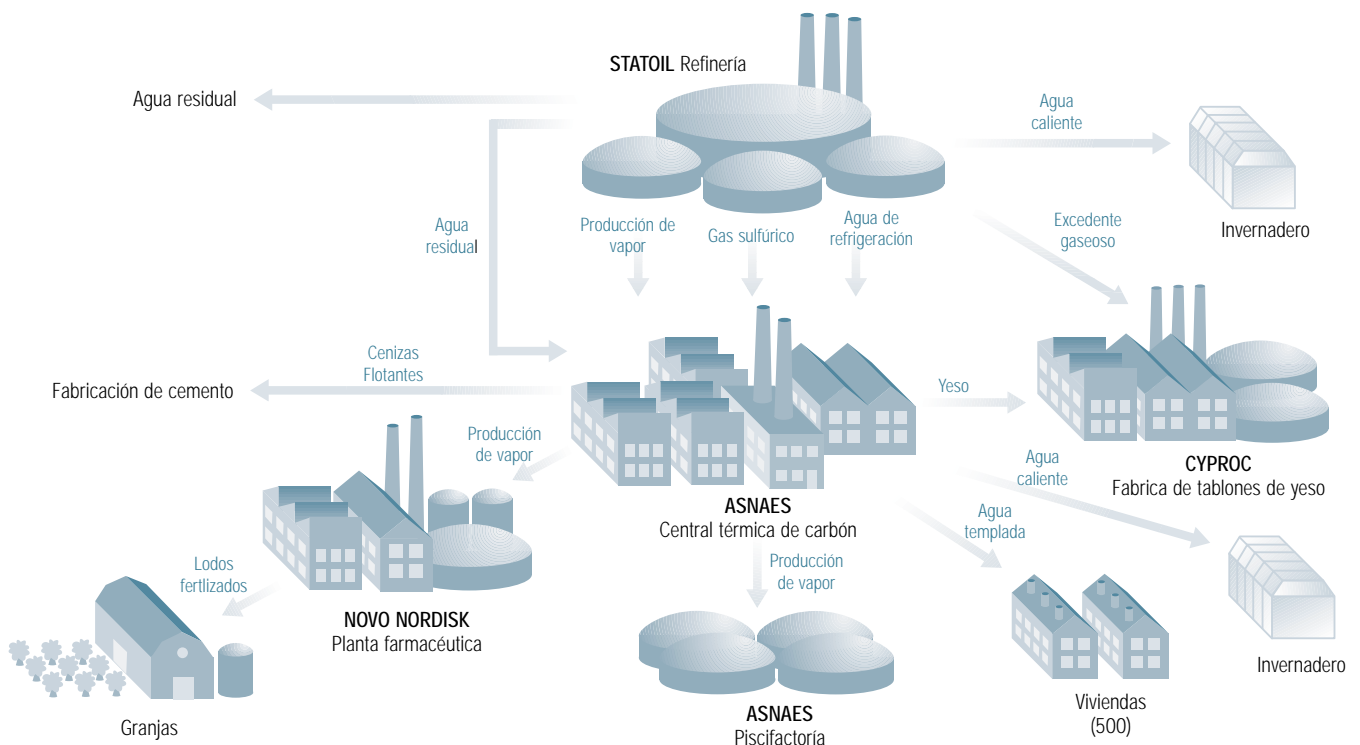 STATOIL Refinería
Agua residual
Agua
caliente
Invernadero
Agua
residual
Producción de
vapor
Gas sulfúrico
Agua de
refrigeración
Excedente
gaseoso
Cenizas
Flotantes
Fabricación de cemento
Yeso
CYPROC
Fabrica de tablones de yeso
Producción
de vapor
ASNAES
Central térmica de carbón
Agua
caliente
Agua
templada
Producción
de vapor
Lodos
fertlizados
NOVO NORDISK
Planta farmacéutica
Granjas
ASNAES
Piscifactoría
Viviendas
(500)
Invernadero